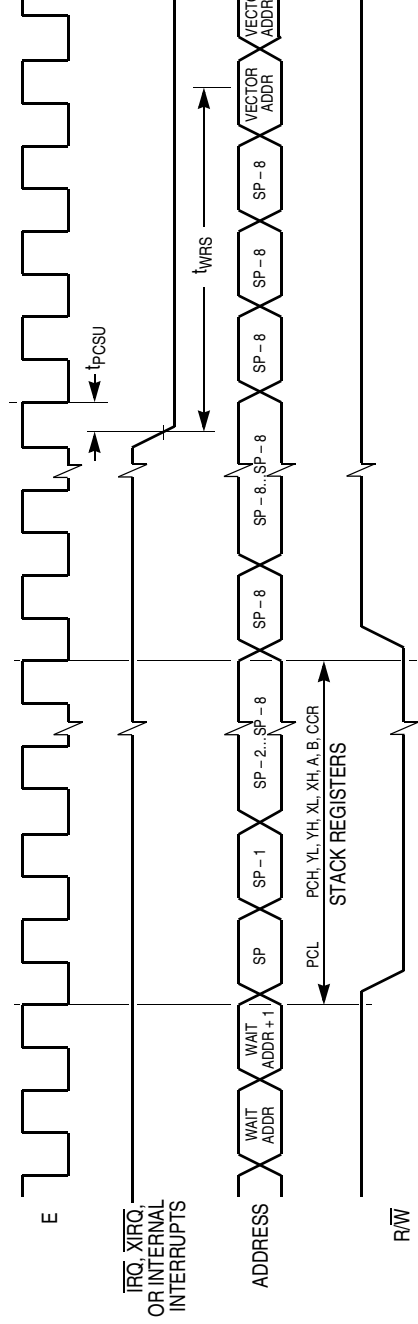 E
IRQ, XIRQ,
OR INTERNAL
INTERRUPTS
tPCSU
tWRS
ADDRESS
WAIT
ADDR
WAIT
ADDR + 1
SP
SP – 1
SP – 2...SP – 8
SP – 8
SP – 8...SP – 8
SP – 8
SP – 8
SP – 8
VECTOR
ADDR
VECTO
ADDR
PCL
PCH, YL, YH, XL, XH, A, B, CCR
STACK REGISTERS
R/W